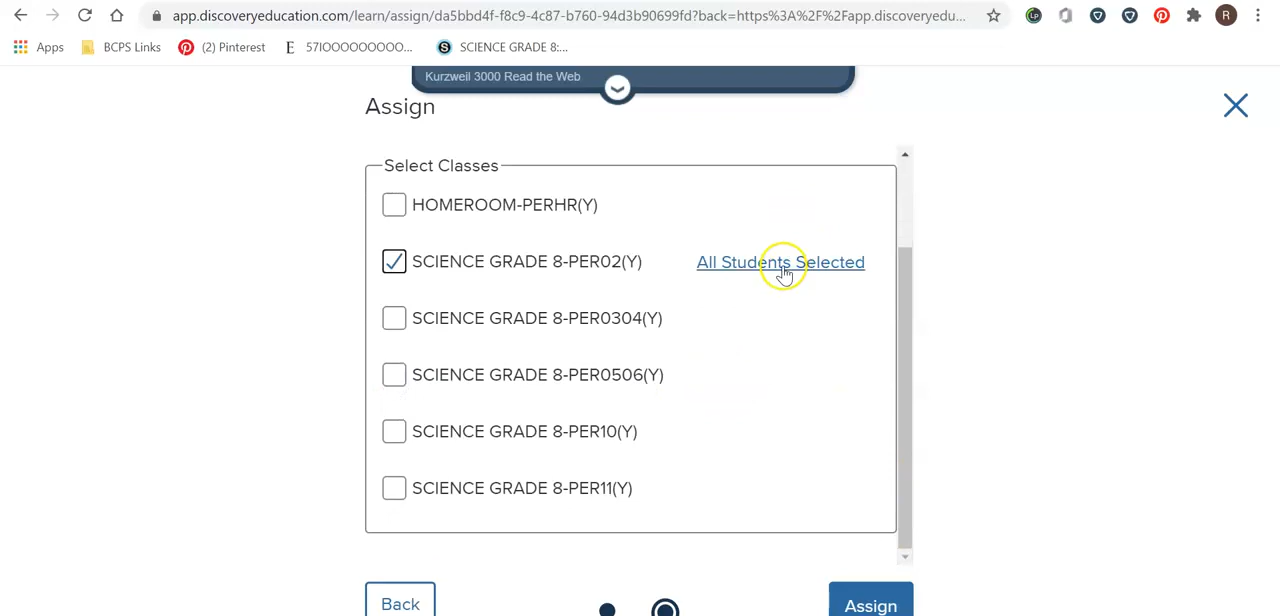 app.discoveryeducation.com/learn/assign/da5bbd4f-f8c9-4c87-b760-94d3b90699fd?back=https%3A%2F%2Fapp.discoveryedu... Lp R
Apps BCPS Links (2) Pinterest E 57IOOOOOOOOO... S SCIENCE GRADE 8:...
Kurzweil 3000 Read the Web
Assign
Select Classes
HOMEROOM-PERHR(Y)
SCIENCE GRADE 8-PER02(Y) All Students Selected
SCIENCE GRADE 8-PER0304(Y)
SCIENCE GRADE 8-PER0506(Y)
SCIENCE GRADE 8-PER10(Y)
SCIENCE GRADE 8-PER11(Y)
Back Assign